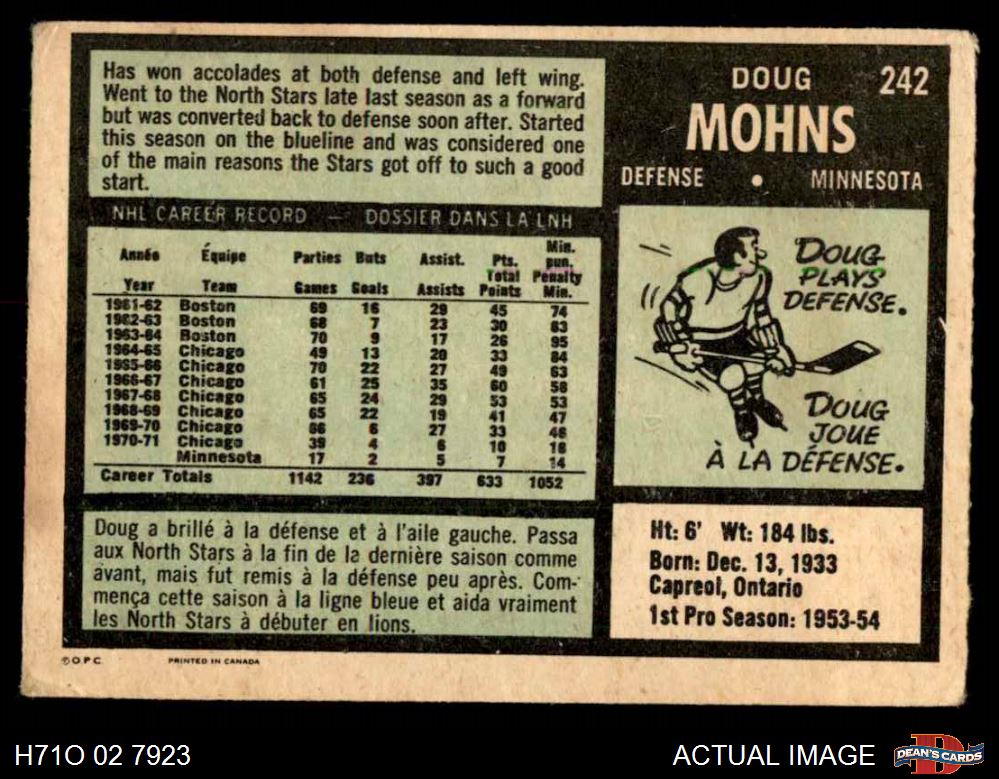 Has won accolades at both defense and left wing.
Went to the North Stars late last season as a forward
but was converted back to defense soon after. Started
this season on the blueline and was considered one
of the main reasons the Stars got off to such a good
start.
DOUG 242
MOHNS
DEFENSE • MINNESOTA
NHL CAREER RECORD — DOSSIER DANS LA LNH
Année Équipe Parties Buts Assist. Pts. Min. pun.
Year Team Games Goals Assists Total Points Penalty Min.
1961-62 Boston 69 16 29 45 74
1962-63 Boston 68 7 23 30 63
1963-64 Boston 70 9 17 26 95
1964-65 Chicago 49 13 20 33 84
1965-66 Chicago 70 22 27 49 63
1966-67 Chicago 61 25 35 60 58
1967-68 Chicago 65 24 29 53 53
1968-69 Chicago 65 22 19 41 47
1969-70 Chicago 66 6 27 33 46
1970-71 Chicago 39 4 6 10 16
Minnesota 17 2 5 7 14
Career Totals 1142 236 397 633 1052
DOUG
PLAYS
DEFENSE.
DOUG
JOUE
À LA DÉFENSE.
Doug a brillé à la défense et à l'aile gauche. Passa
aux North Stars à la fin de la dernière saison comme
avant, mais fut remis à la défense peu après. Com-
mença cette saison à la ligne bleue et aida vraiment
les North Stars à débuter en lions.
Ht: 6' Wt: 184 lbs.
Born: Dec. 13, 1933
Capreol, Ontario
1st Pro Season: 1953-54
© O.P.C. PRINTED IN CANADA
H71O 02 7923
ACTUAL IMAGE
DEAN'S CARDS